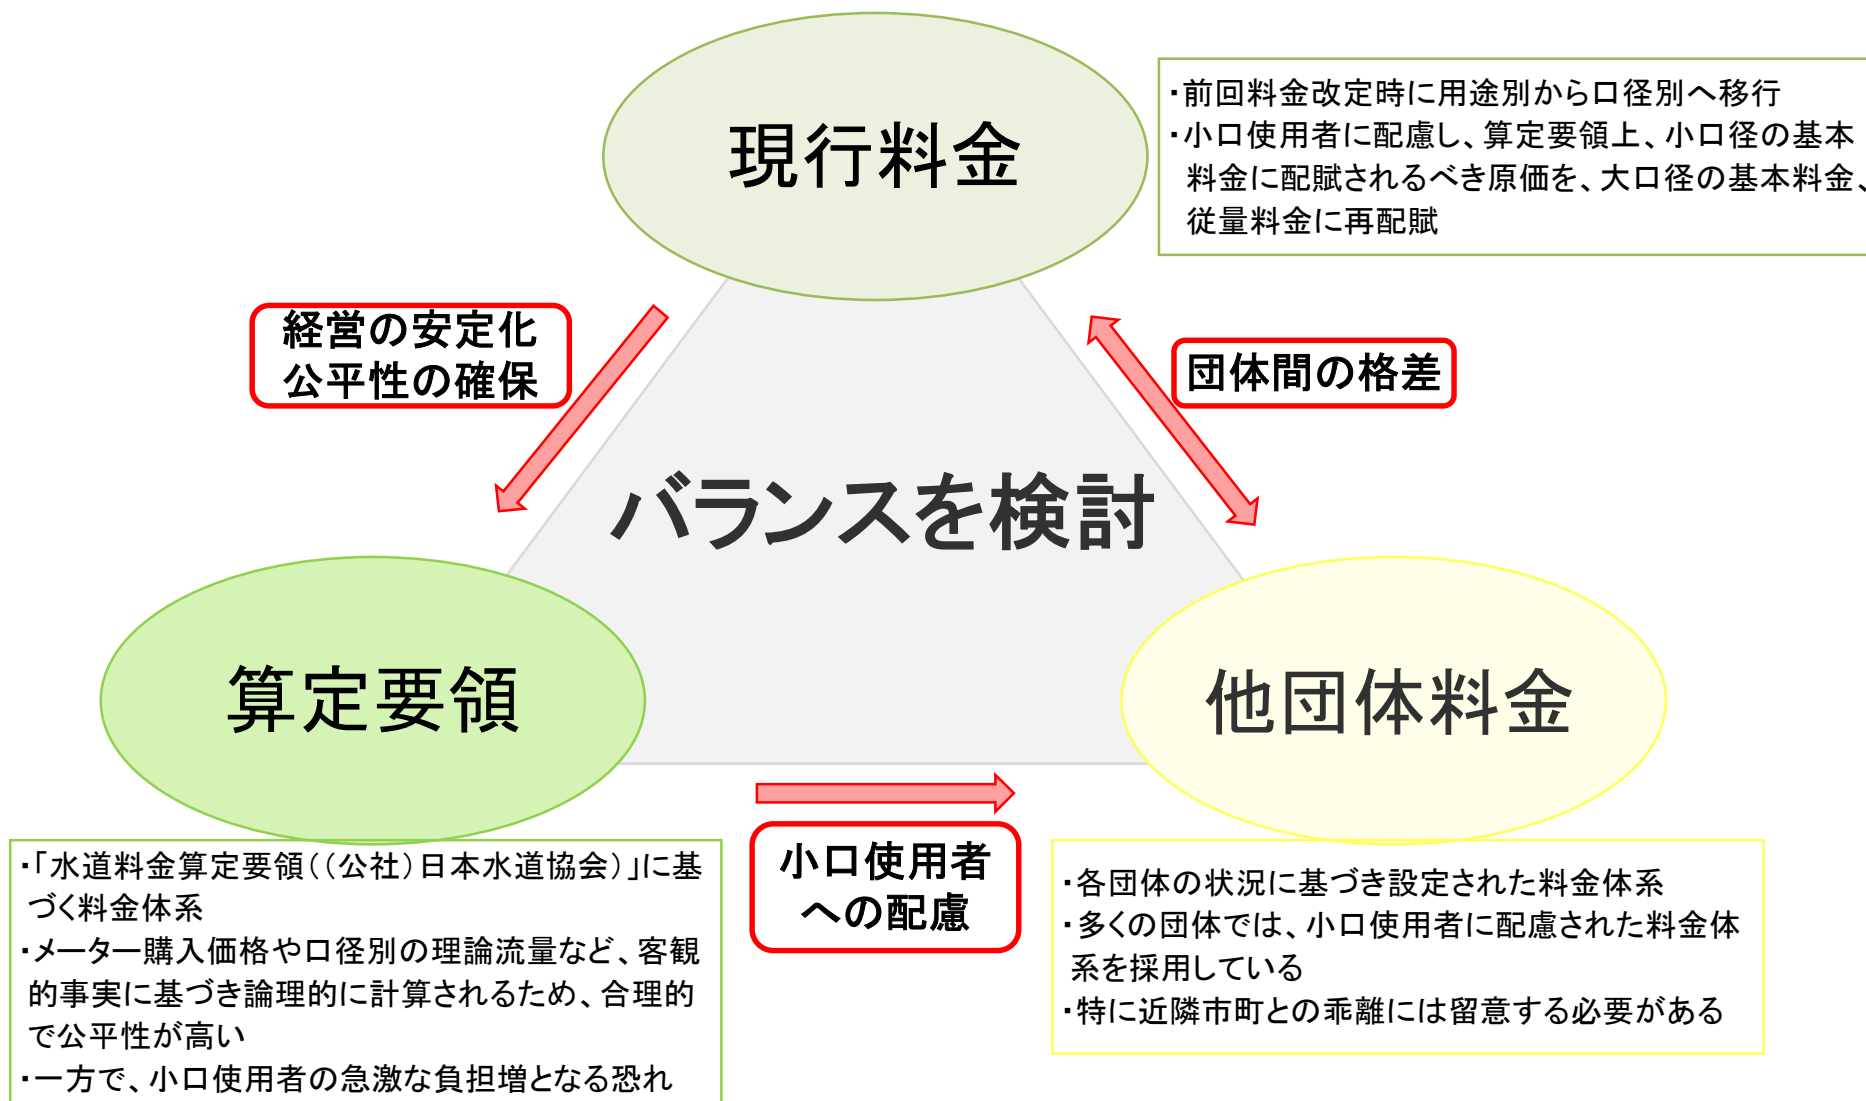 現行料金
・前回料金改定時に用途別から口径別へ移行
・小口使用者に配慮し、算定要領上、小口径の基本
料金に配賦されるべき原価を、大口径の基本料金、
従量料金に再配賦
経営の安定化
公平性の確保
団体間の格差
バランスを検討
算定要領
他団体料金
・「水道料金算定要領((公社)日本水道協会)」に基
づく料金体系
・メーター購入価格や口径別の理論流量など、客観
的事実に基づき論理的に計算されるため、合理的
で公平性が高い
・一方で、小口使用者の急激な負担増となる恐れ
小口使用者
への配慮
・各団体の状況に基づき設定された料金体系
・多くの団体では、小口使用者に配慮された料金体
系を採用している
・特に近隣市町との乖離には留意する必要がある